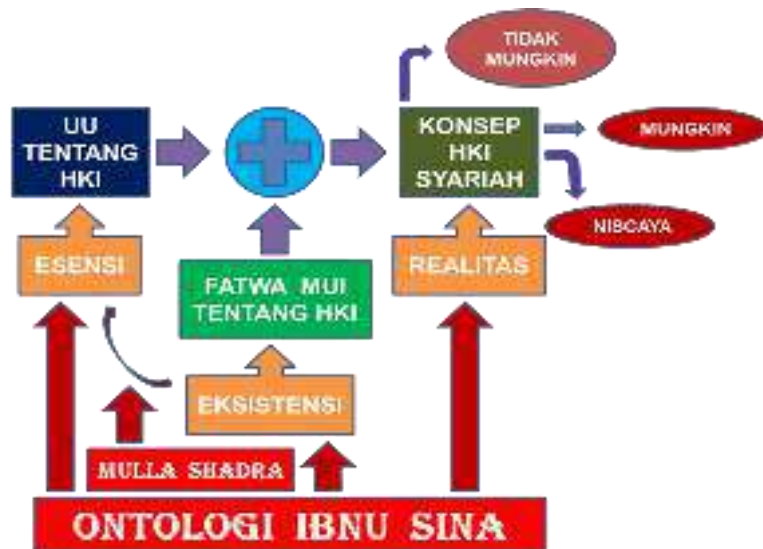 TIDAK
MUNGKIN
UU
TENTANG
HKI
KONSEP
HKI
SYARIAH
MUNGKIN
NISCAYA
ESENSI
REALITAS
FATWA MUI
TENTANG HKI
EKSISTENSI
MULLA SHADRA
ONTOLOGI IBNU SINA